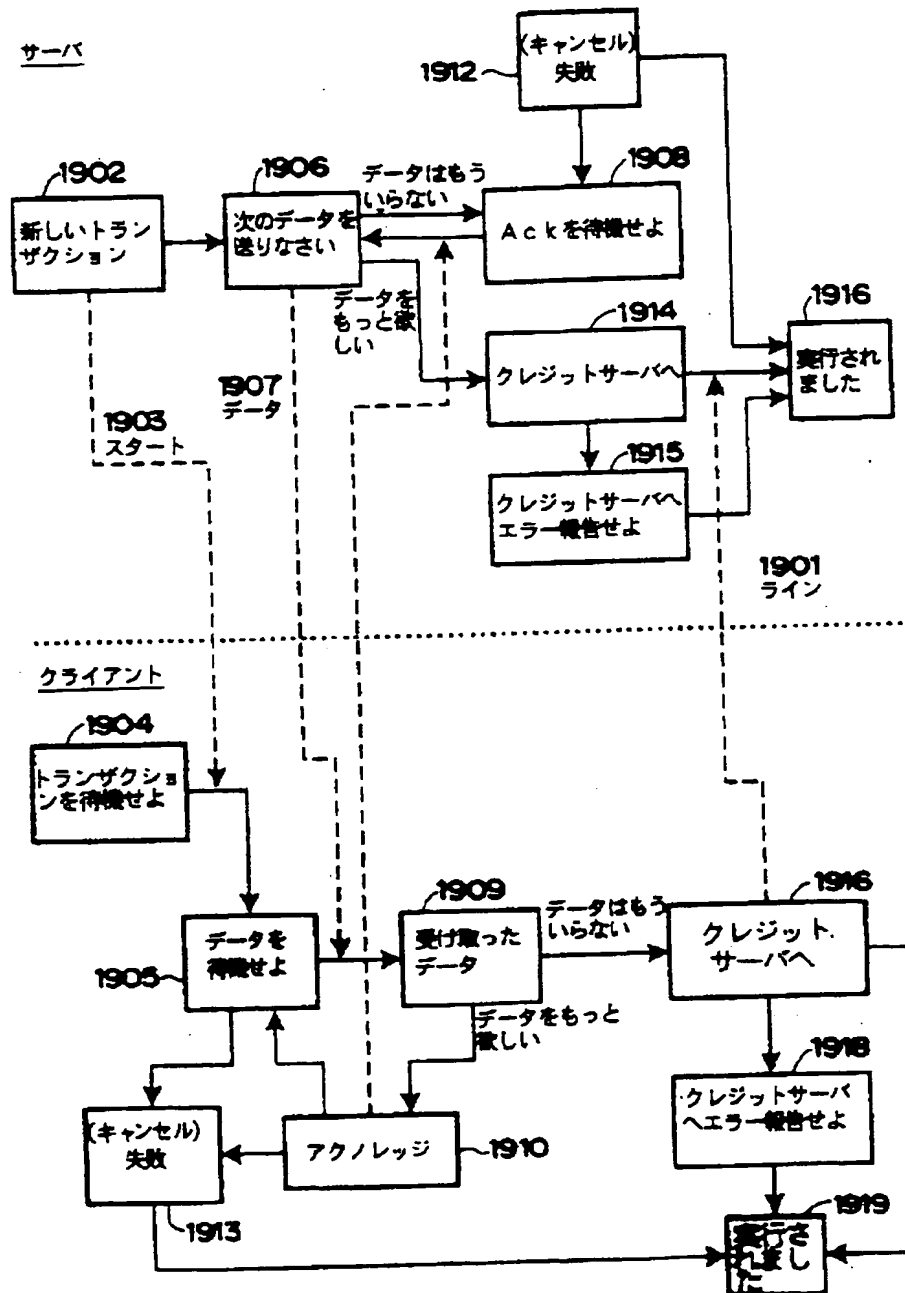 サーバ
(キャンセル)
失敗
1912
1902
新しいトラン
ザクション
1906
次のデータを
送りなさい
データはもう
いらない
1908
Ackを待機せよ
データを
もっと欲
しい
1914
クレジットサーバへ
1916
実行され
ました
1907
データ
1903
スタート
1915
クレジットサーバへ
エラー報告せよ
1901
ライン
クライアント
1904
トランザクショ
ンを待機せよ
1905
データを
待機せよ
1909
受け取った
データ
データはもう
いらない
1916
クレジット
サーバへ
データをもっと
欲しい
1918
クレジットサーバ
へエラー報告せよ
(キャンセル)
失敗
1913
アクノレッジ
1910
1919
実行さ
れまし
た